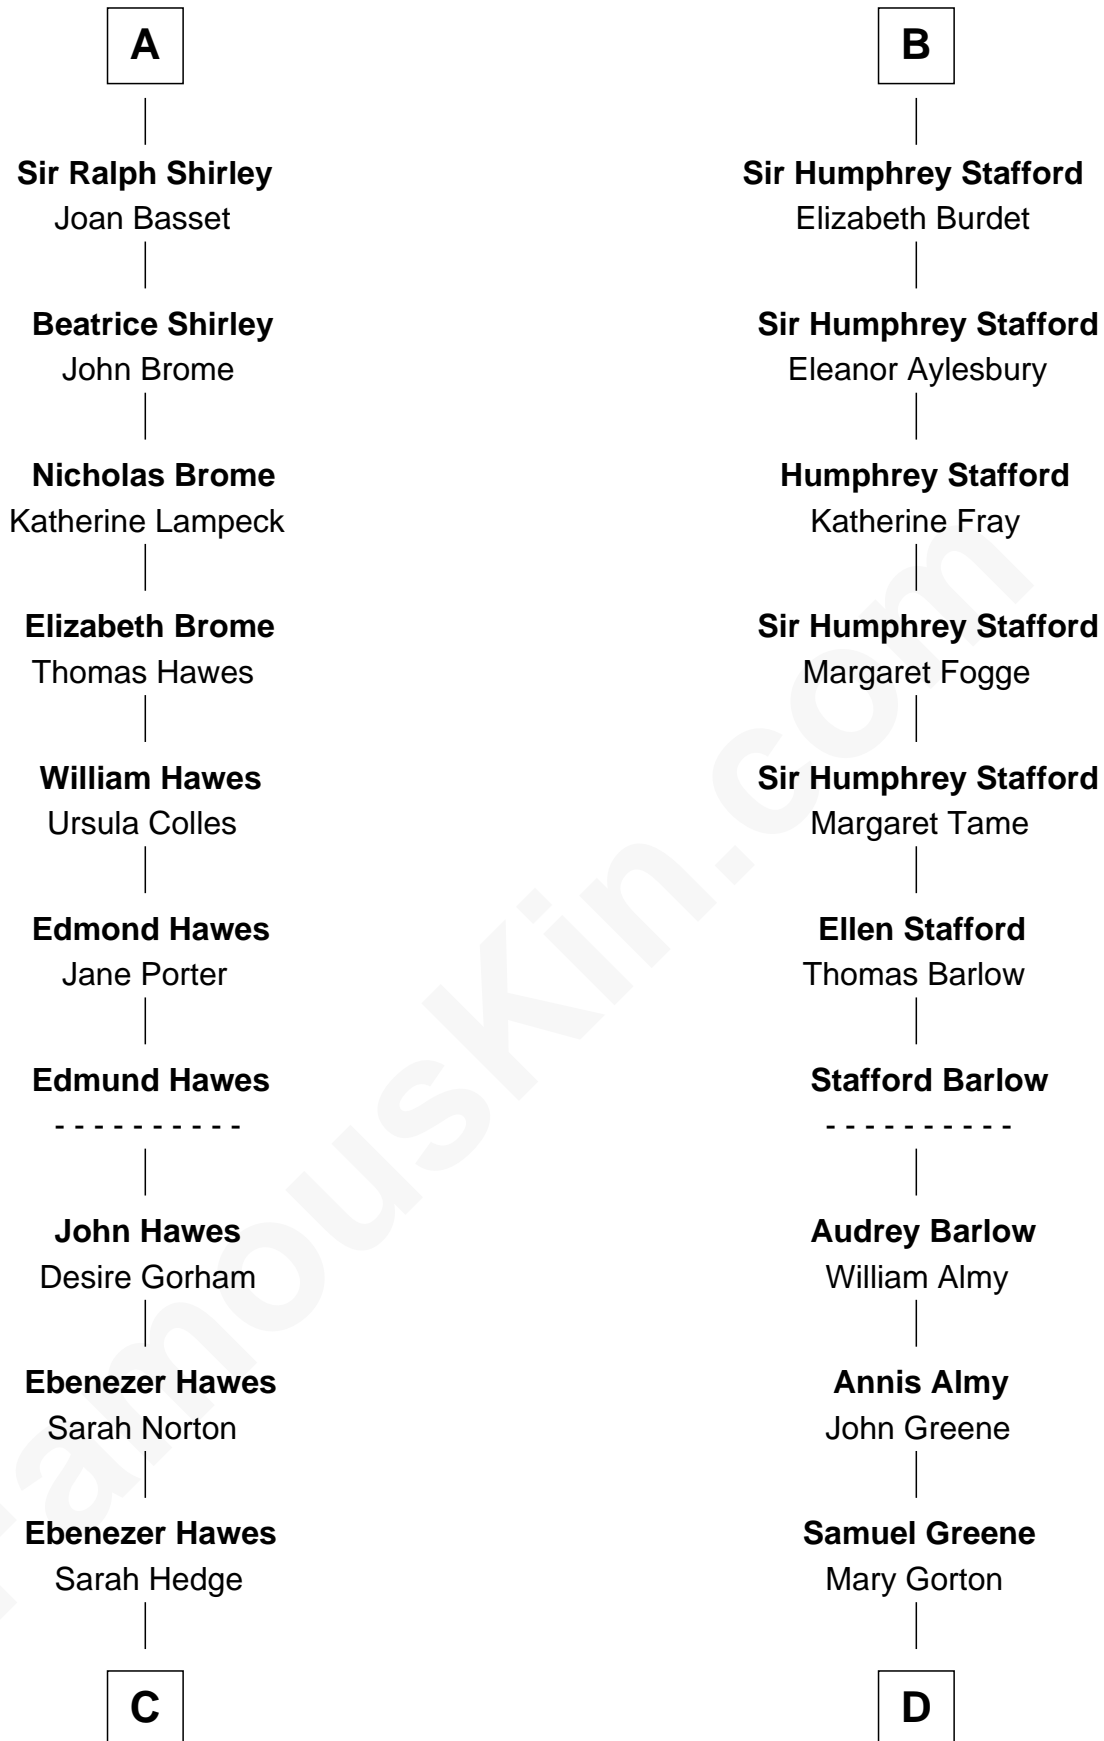 A
Sir Ralph Shirley
Joan Basset
Beatrice Shirley
John Brome
Nicholas Brome
Katherine Lampeck
Elizabeth Brome
Thomas Hawes
William Hawes
Ursula Colles
Edmond Hawes
Jane Porter
Edmund Hawes
- - - - - - - - - -
John Hawes
Desire Gorham
Ebenezer Hawes
Sarah Norton
Ebenezer Hawes
Sarah Hedge
C
B
Sir Humphrey Stafford
Elizabeth Burdet
Sir Humphrey Stafford
Eleanor Aylesbury
Humphrey Stafford
Katherine Fray
Sir Humphrey Stafford
Margaret Fogge
Sir Humphrey Stafford
Margaret Tame
Ellen Stafford
Thomas Barlow
Stafford Barlow
- - - - - - - - - -
Audrey Barlow
William Almy
Annis Almy
John Greene
Samuel Greene
Mary Gorton
D
FamousKin.com